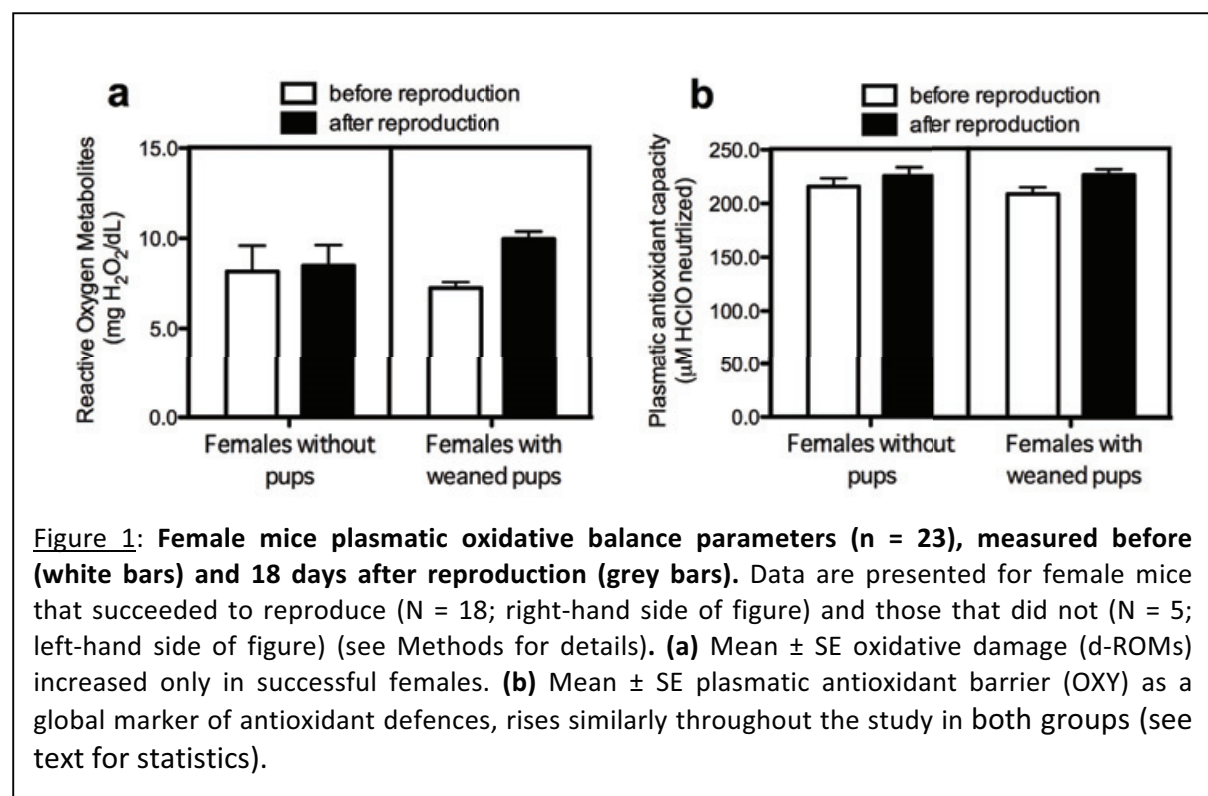 a
before reproduction
after reproduction
Reactive Oxygen Metabolites
(mg H₂O₂/dL)
15.0
10.0
5.0
0.0
Females without
pups
Females with
weaned pups
b
before reproduction
after reproduction
Plasmatic antioxidant capacity
(µM HClO neutrlized)
250.0
200.0
150.0
100.0
50.0
0.0
Females without
pups
Females with
weaned pups
Figure 1: Female mice plasmatic oxidative balance parameters (n = 23), measured before
(white bars) and 18 days after reproduction (grey bars). Data are presented for female mice
that succeeded to reproduce (N = 18; right-hand side of figure) and those that did not (N = 5;
left-hand side of figure) (see Methods for details). (a) Mean ± SE oxidative damage (d-ROMs)
increased only in successful females. (b) Mean ± SE plasmatic antioxidant barrier (OXY) as a
global marker of antioxidant defences, rises similarly throughout the study in both groups (see
text for statistics).